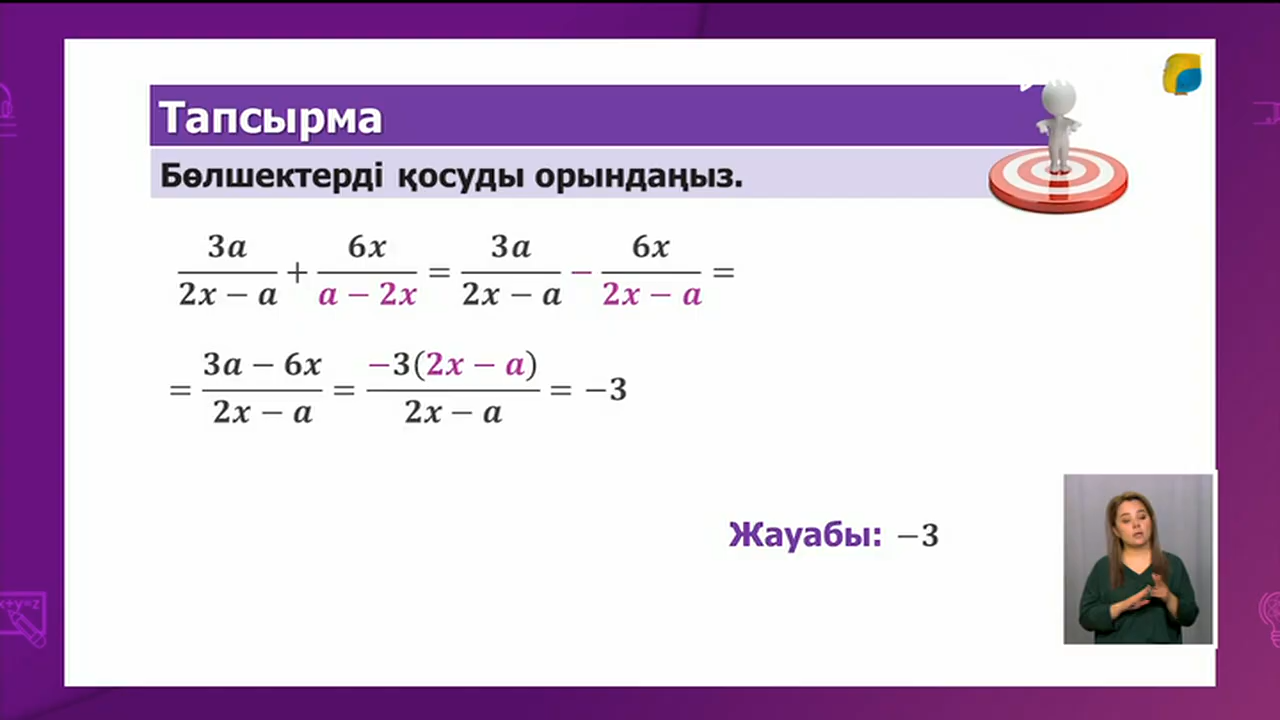 Тапсырма
Бөлшектерді қосуды орындаңыз.
3a/(2x − a) + 6x/(a − 2x) = 3a/(2x − a) − 6x/(2x − a) =
= (3a − 6x)/(2x − a) = −3(2x − a)/(2x − a) = −3
Жауабы: −3
x+y=z